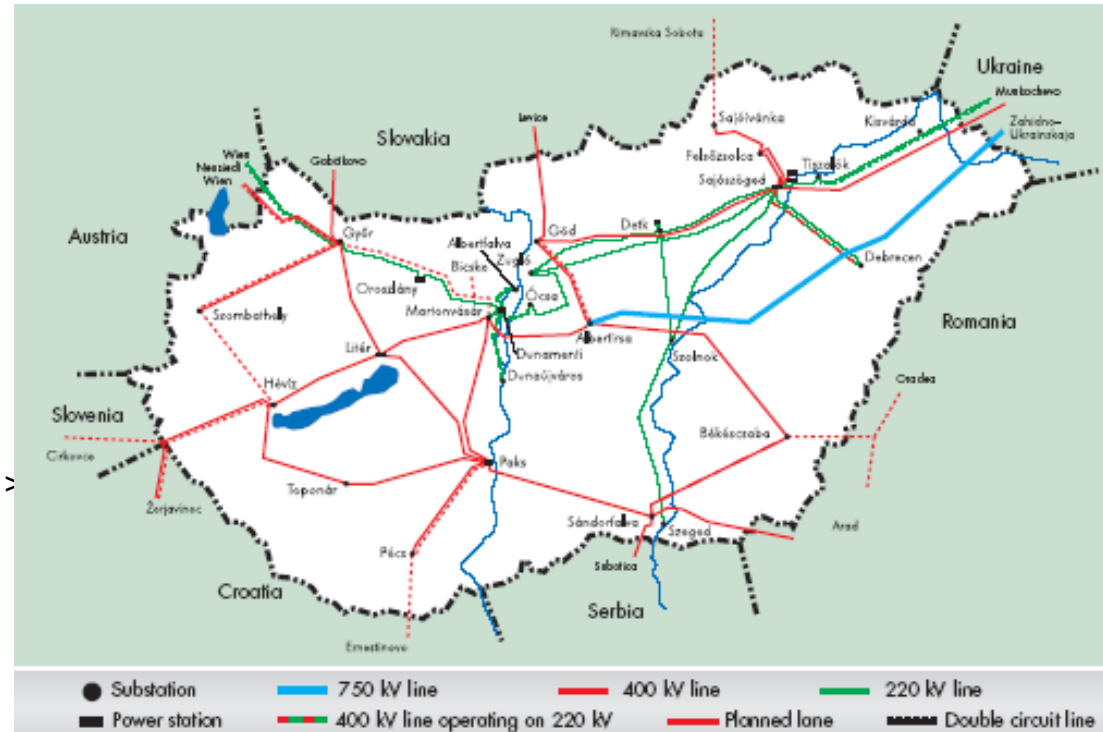 Rimavska Sobota
Ukraine
Munkachevo
Sajóivánka
Kisvárda
Zahidno-
Ukrainskaja
Levice
Slovakia
Felsőzsolca
Tiszalök
Wien
Gabčíkovo
Sajószöged
Neusiedl
Wien
Detk
Austria
Győr
Albertfalva
Göd
Zugló
Debrecen
Bicske
Oroszlány
Ócsa
Szombathely
Martonvásár
Romania
Albertirsa
Litér
Dunamenti
Szolnok
Dunaújváros
Hévíz
Oradea
Slovenia
Békéscsaba
Cirkovce
Paks
>
Toponár
Žerjavinec
Sándorfalva
Szeged
Arad
Pécs
Subotica
Croatia
Serbia
Ernestinovo
Substation
750 kV line
400 kV line
220 kV line
Power station
400 kV line operating on 220 kV
Planned lane
Double circuit line